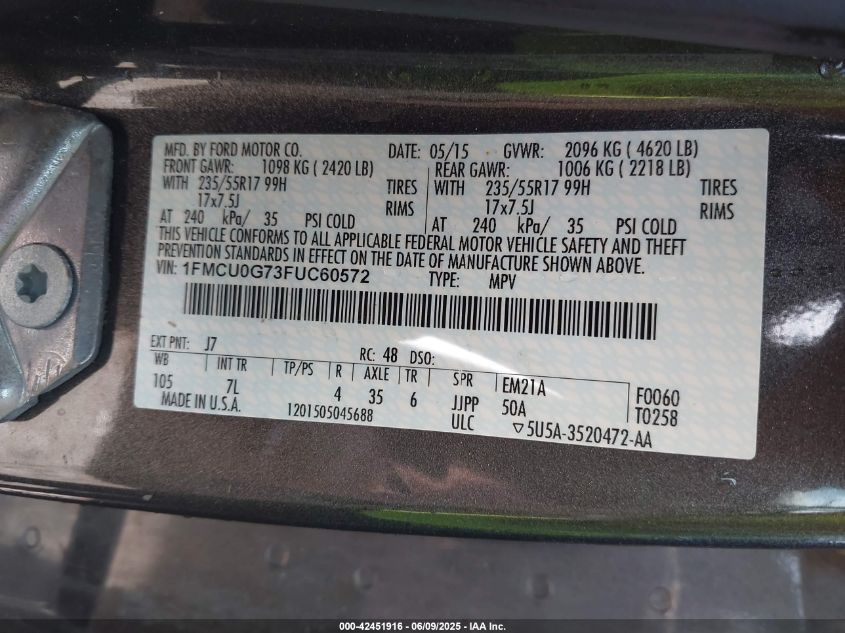 MFD. BY FORD MOTOR CO. DATE: 05/15 GVWR: 2096 KG ( 4620 LB)
FRONT GAWR: 1098 KG ( 2420 LB) REAR GAWR: 1006 KG ( 2218 LB)
WITH 235/55R17 99H TIRES WITH 235/55R17 99H TIRES
17x7.5J RIMS 17x7.5J RIMS
AT 240 kPa/ 35 PSI COLD AT 240 kPa/ 35 PSI COLD
THIS VEHICLE CONFORMS TO ALL APPLICABLE FEDERAL MOTOR VEHICLE SAFETY AND THEFT
PREVENTION STANDARDS IN EFFECT ON THE DATE OF MANUFACTURE SHOWN ABOVE.
VIN: 1FMCU0G73FUC60572 TYPE: MPV
EXT PNT: J7 RC: 48 DSO:
WB INT TR TP/PS R AXLE TR SPR EM21A F0060
105 7L 4 35 6 JJPP 50A T0258
MADE IN U.S.A. 1201505045688 ULC ▽5U5A-3520472-AA
000-42451916 - 06/09/2025 - IAA Inc.